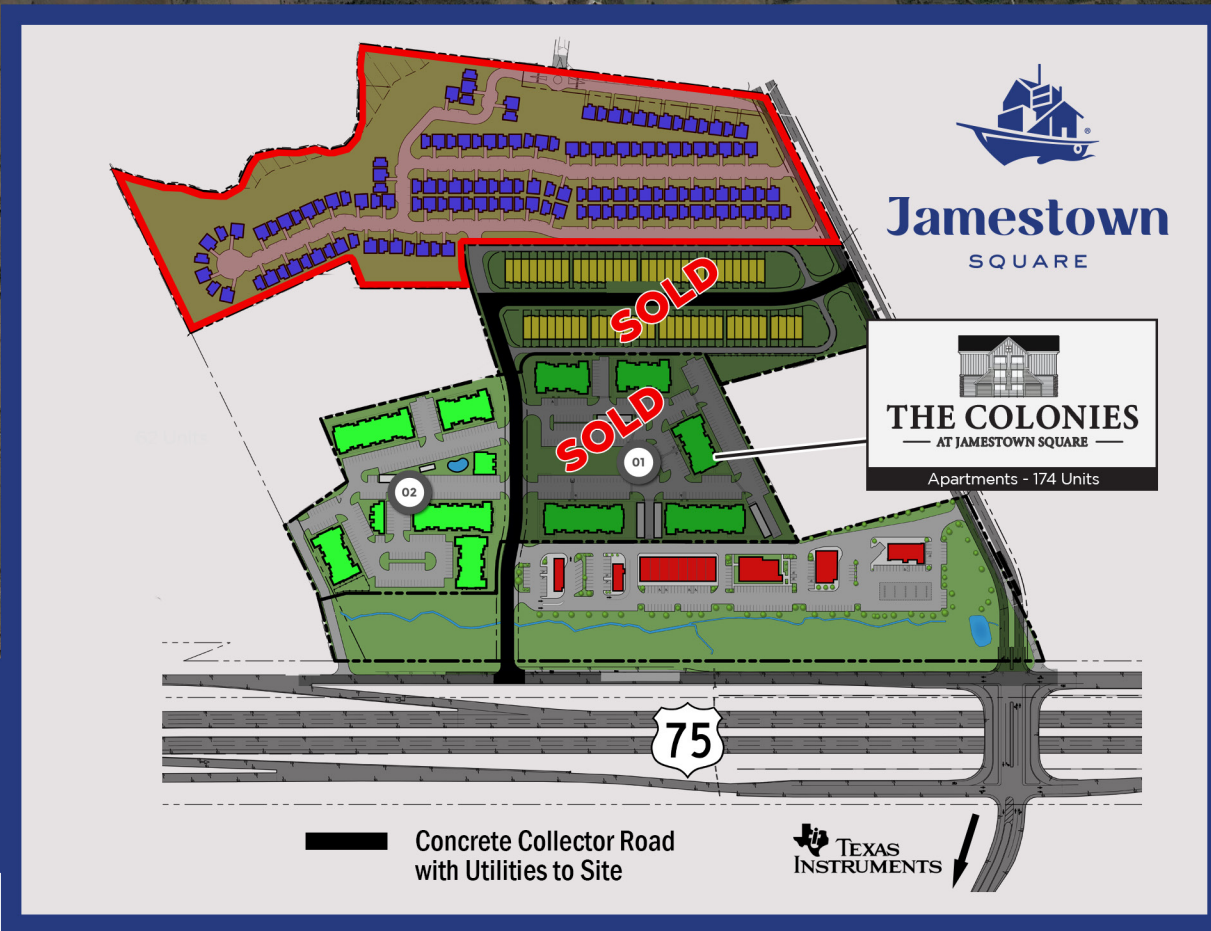 Jamestown
SQUARE
®
SOLD
SOLD
THE COLONIES
AT JAMESTOWN SQUARE
Apartments - 174 Units
01
02
75
Concrete Collector Road
with Utilities to Site
TEXAS
INSTRUMENTS